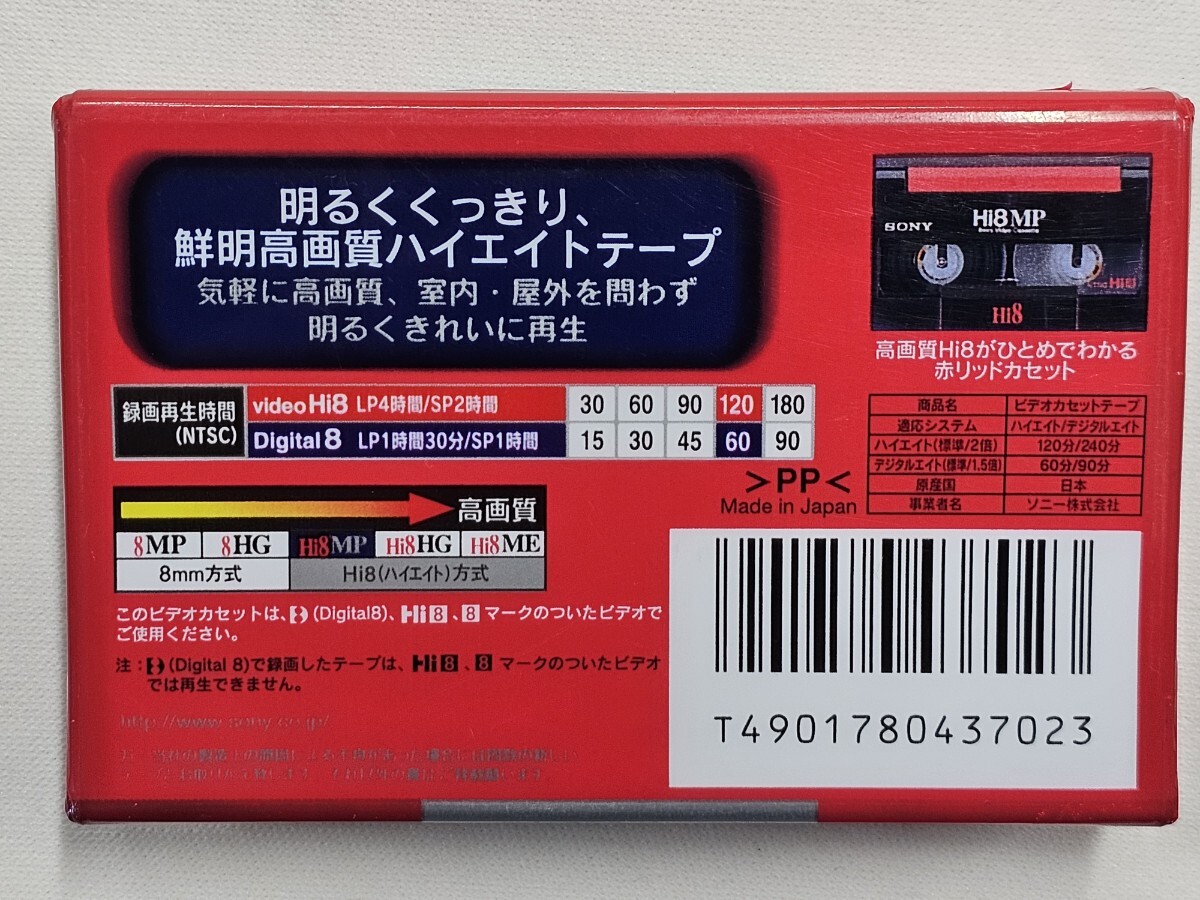 明るくくっきり、
鮮明高画質ハイエイトテープ
気軽に高画質、室内・屋外を問わず
明るくきれいに再生
SONY
Hi8MP
Sony Video Cassette
Hi8
高画質Hi8がひとめでわかる
赤リッドカセット
録画再生時間
(NTSC)
video Hi8 LP4時間/SP2時間 30 60 90 120 180
Digital 8 LP1時間30分/SP1時間 15 30 45 60 90
商品名 ビデオカセットテープ
適応システム ハイエイト/デジタルエイト
ハイエイト(標準/2倍) 120分/240分
デジタルエイト(標準/1.5倍) 60分/90分
原産国 日本
事業者名 ソニー株式会社
>PP<
Made in Japan
高画質
8MP 8HG Hi8MP Hi8HG Hi8ME
8mm方式 Hi8(ハイエイト)方式
このビデオカセットは、(Digital8)、Hi8、8 マークのついたビデオで
ご使用ください。
注:(Digital 8)で録画したテープは、Hi8、8 マークのついたビデオ
では再生できません。
http://www.sony.co.jp/
T4901780437023